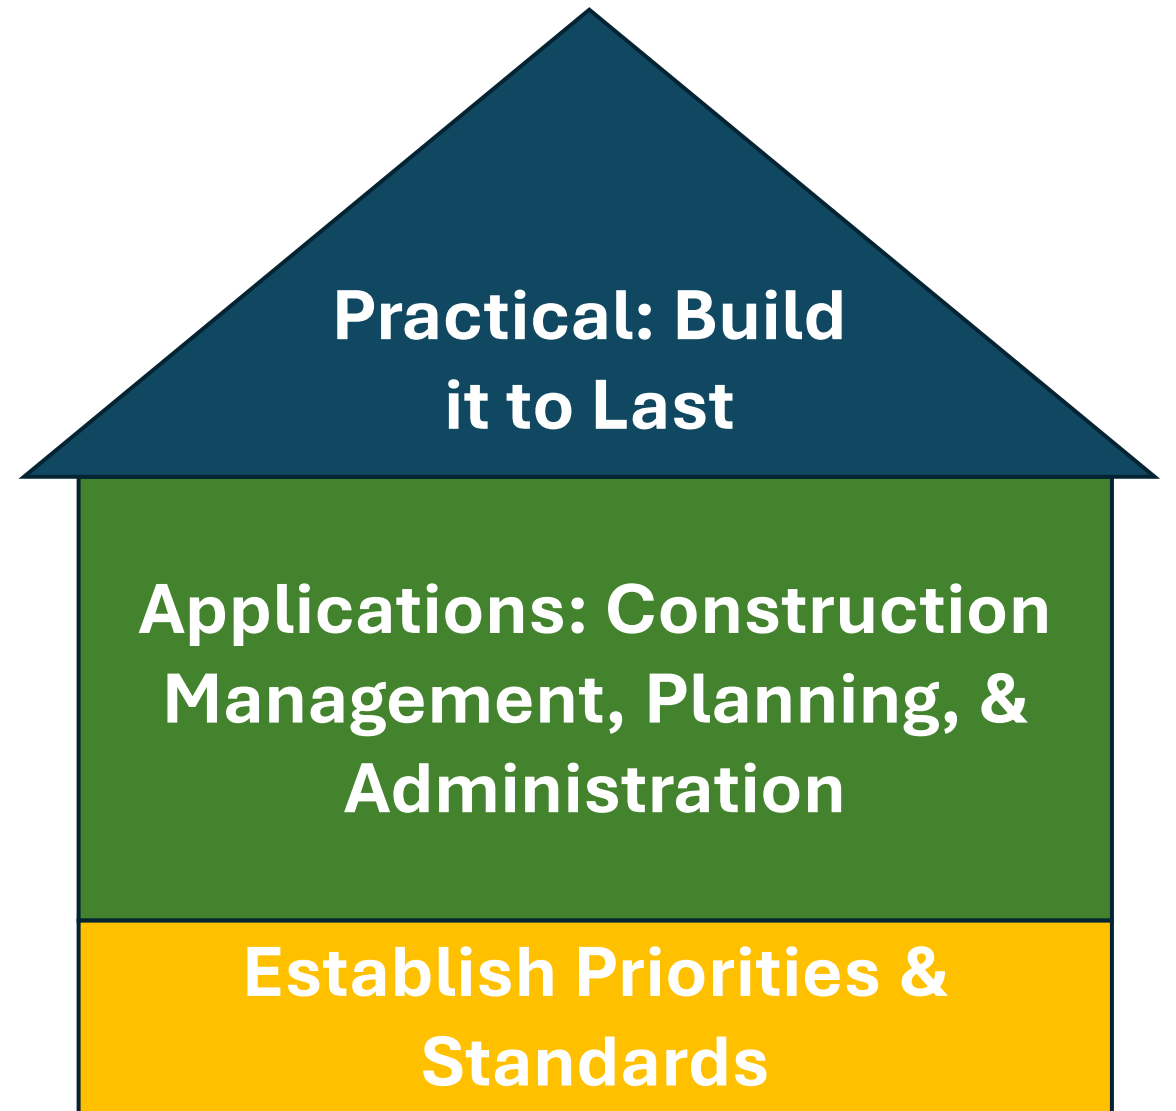 Practical: Build
it to Last
Applications: Construction
Management, Planning, &
Administration
Establish Priorities &
Standards